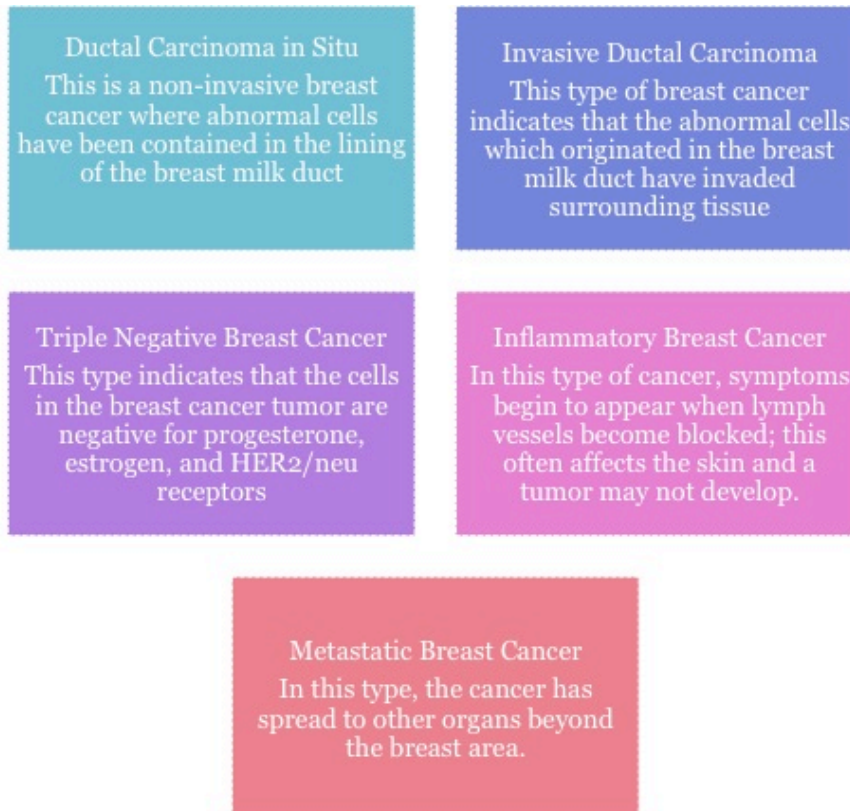 Ductal Carcinoma in Situ
This is a non-invasive breast
cancer where abnormal cells
have been contained in the lining
of the breast milk duct
Invasive Ductal Carcinoma
This type of breast cancer
indicates that the abnormal cells
which originated in the breast
milk duct have invaded
surrounding tissue
Triple Negative Breast Cancer
This type indicates that the cells
in the breast cancer tumor are
negative for progesterone,
estrogen, and HER2/neu
receptors
Inflammatory Breast Cancer
In this type of cancer, symptoms
begin to appear when lymph
vessels become blocked; this
often affects the skin and a
tumor may not develop.
Metastatic Breast Cancer
In this type, the cancer has
spread to other organs beyond
the breast area.